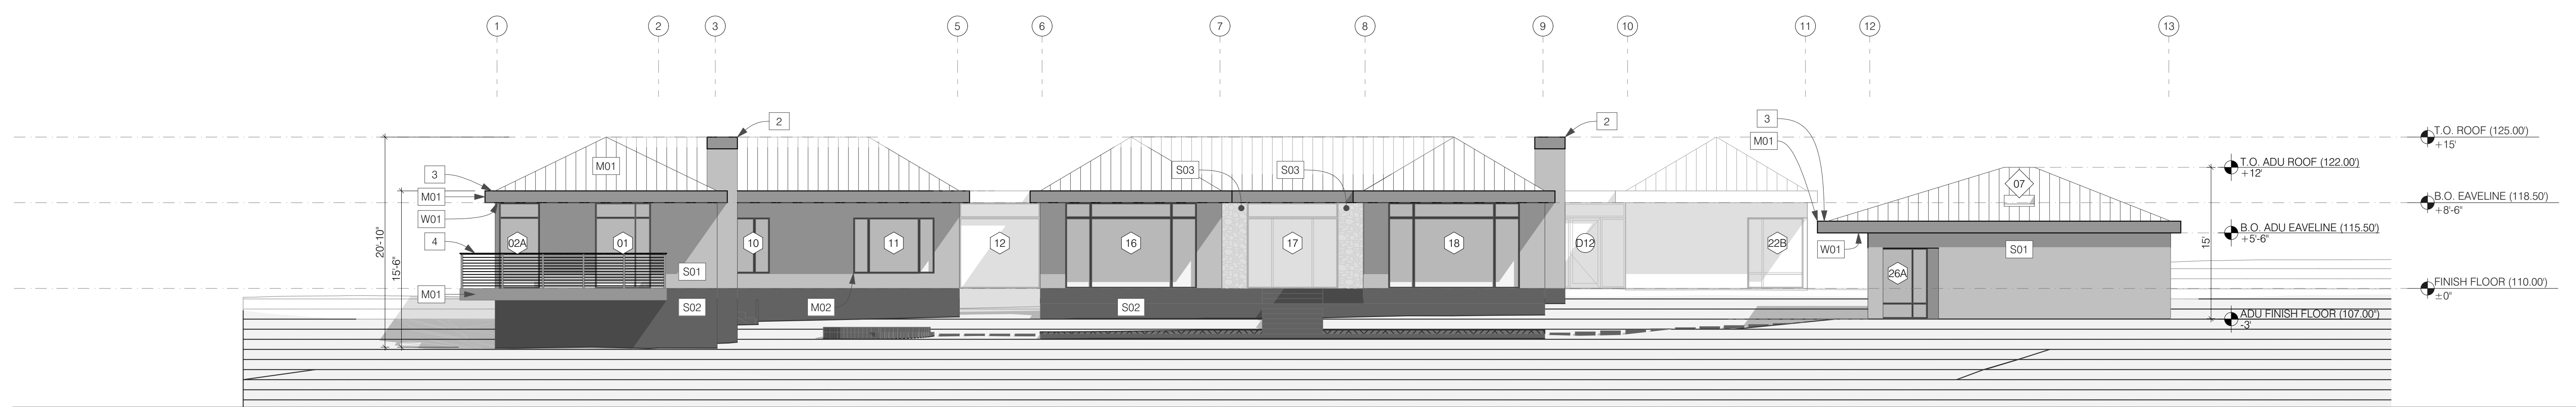 1 2 3 5 6 7 8 9 10 11 12 13
2
2
3
M01
T.O. ROOF (125.00')
+15'
T.O. ADU ROOF (122.00')
+12'
M01
S03
S03
07
3
M01
B.O. EAVELINE (118.50')
+8'-6"
W01
4
02A
01
10
11
12
16
17
18
D12
22B
W01
S01
B.O. ADU EAVELINE (115.50')
+5'-6"
20'-10"
15'-6"
15'
S01
26A
M01
S02
M02
S02
FINISH FLOOR (110.00')
±0"
ADU FINISH FLOOR (107.00")
-3'